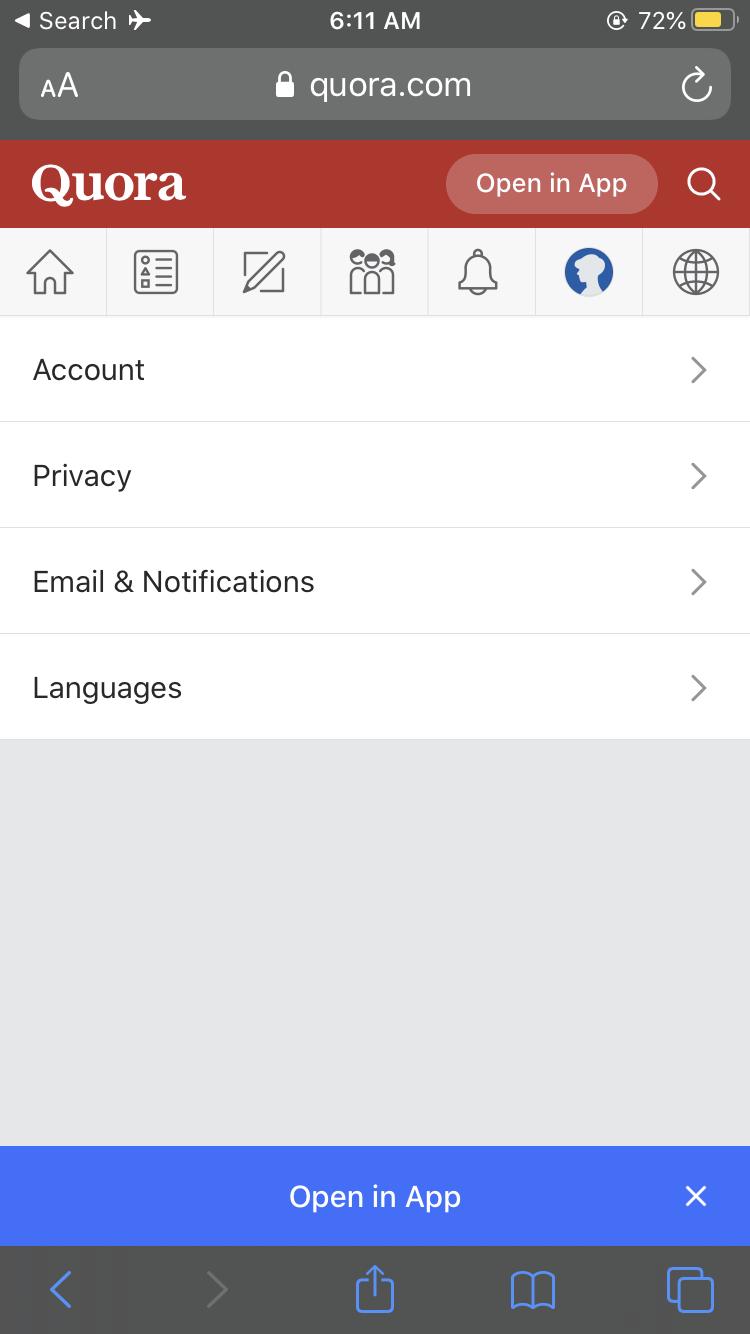 Search
6:11 AM
72%
AA
quora.com
Quora
Open in App
Account
Privacy
Email & Notifications
Languages
Open in App